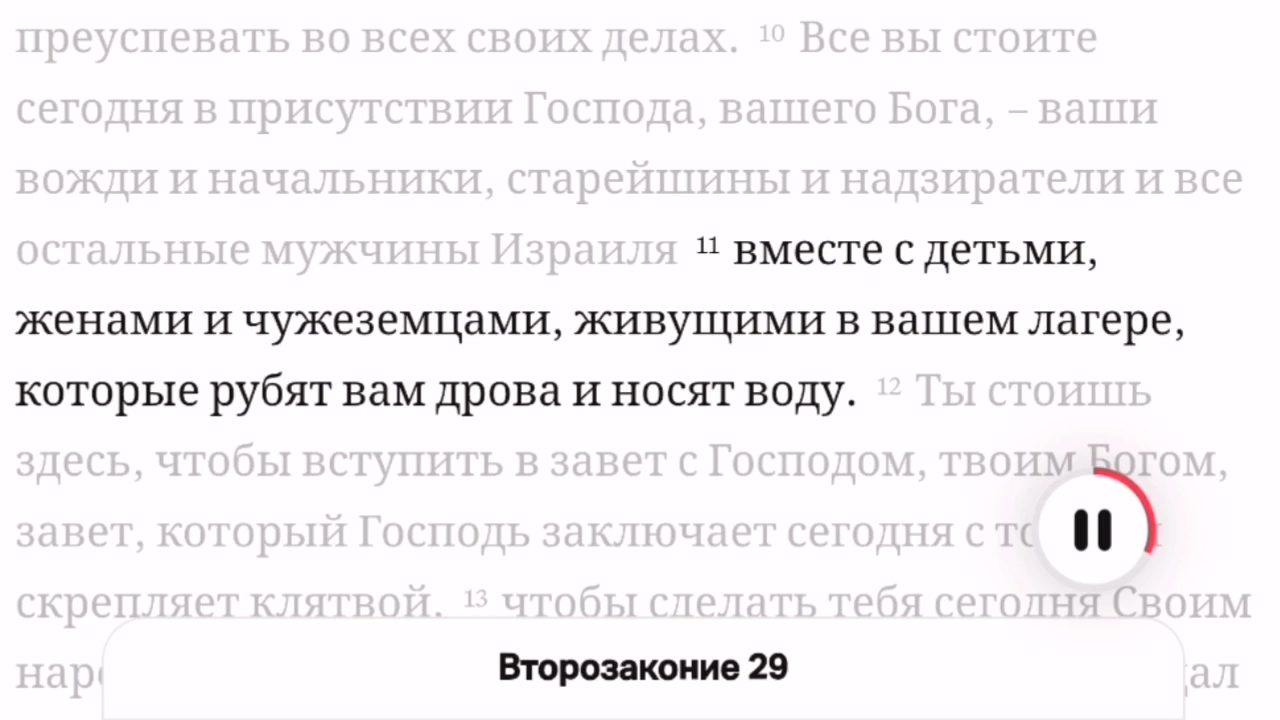 преуспевать во всех своих делах. 10 Все вы стоите
сегодня в присутствии Господа, вашего Бога, – ваши
вожди и начальники, старейшины и надзиратели и все
остальные мужчины Израиля 11 вместе с детьми,
женами и чужеземцами, живущими в вашем лагере,
которые рубят вам дрова и носят воду. 12 Ты стоишь
здесь, чтобы вступить в завет с Господом, твоим Богом,
завет, который Господь заключает сегодня с
скрепляет клятвой, 13 чтобы сделать тебя сегодня Своим
Второзаконие 29